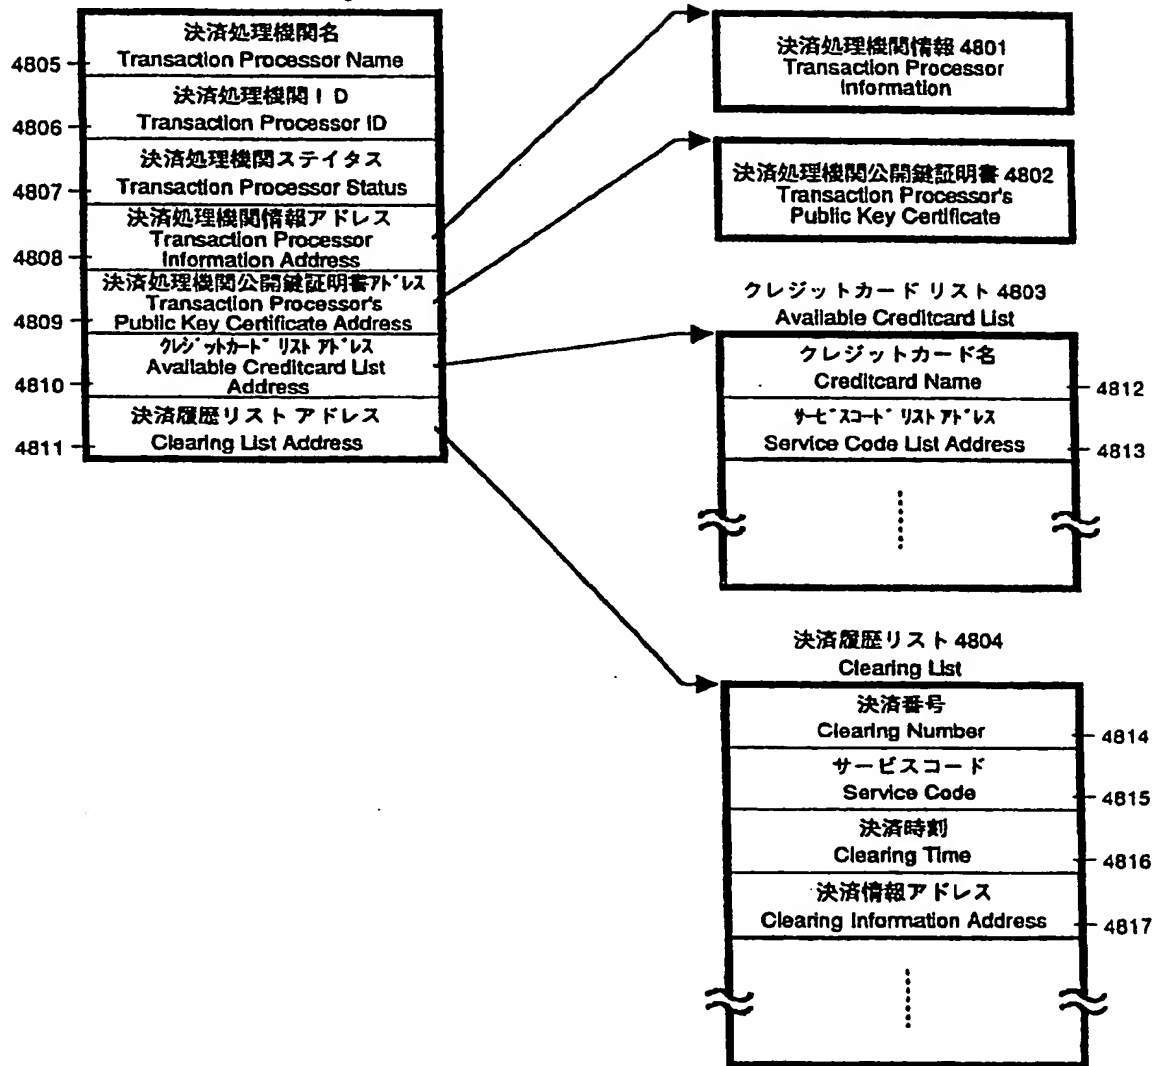 決済処理機関名
Transaction Processor Name
4805
決済処理機関ID
Transaction Processor ID
4806
決済処理機関ステイタス
Transaction Processor Status
4807
決済処理機関情報アドレス
Transaction Processor
Information Address
4808
決済処理機関公開鍵証明書アドレス
Transaction Processor's
Public Key Certificate Address
4809
クレジットカード リスト アドレス
Available Creditcard List
Address
4810
決済履歴リスト アドレス
Clearing List Address
4811
決済処理機関情報 4801
Transaction Processor
Information
決済処理機関公開鍵証明書 4802
Transaction Processor's
Public Key Certificate
クレジットカード リスト 4803
Available Creditcard List
クレジットカード名
Creditcard Name
4812
サービスコード リスト アドレス
Service Code List Address
4813
決済履歴リスト 4804
Clearing List
決済番号
Clearing Number
4814
サービスコード
Service Code
4815
決済時刻
Clearing Time
4816
決済情報アドレス
Clearing Information Address
4817